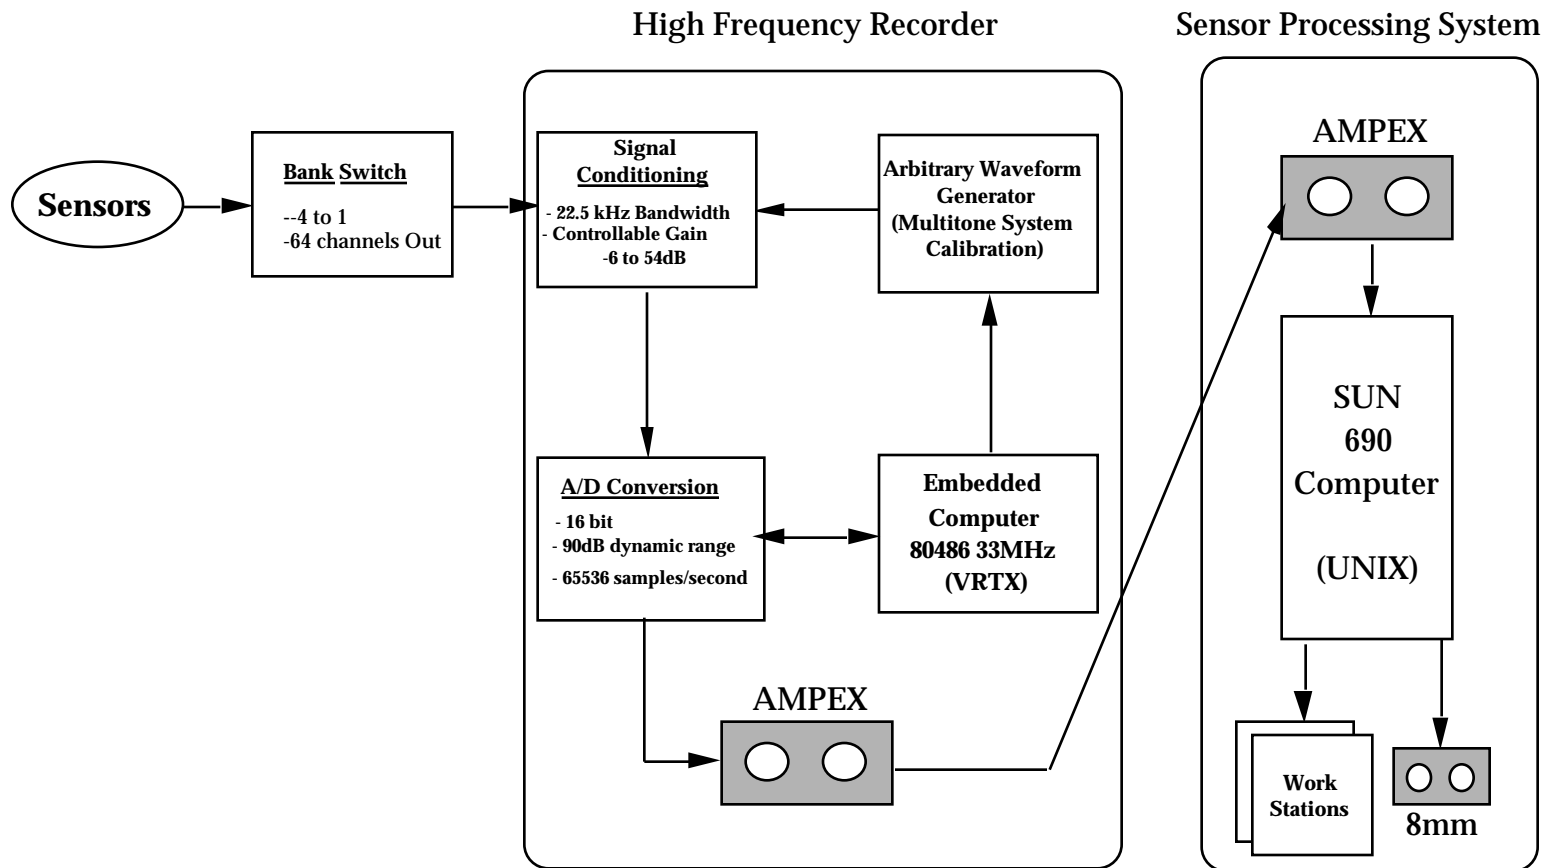 High Frequency Recorder
Sensor Processing System
Sensors
Bank Switch
--4 to 1
-64 channels Out
Signal
Conditioning
- 22.5 kHz Bandwidth
- Controllable Gain
-6 to 54dB
Arbitrary Waveform
Generator
(Multitone System
Calibration)
A/D Conversion
- 16 bit
- 90dB dynamic range
- 65536 samples/second
Embedded
Computer
80486 33MHz
(VRTX)
AMPEX
AMPEX
SUN
690
Computer
(UNIX)
Work
Stations
8mm